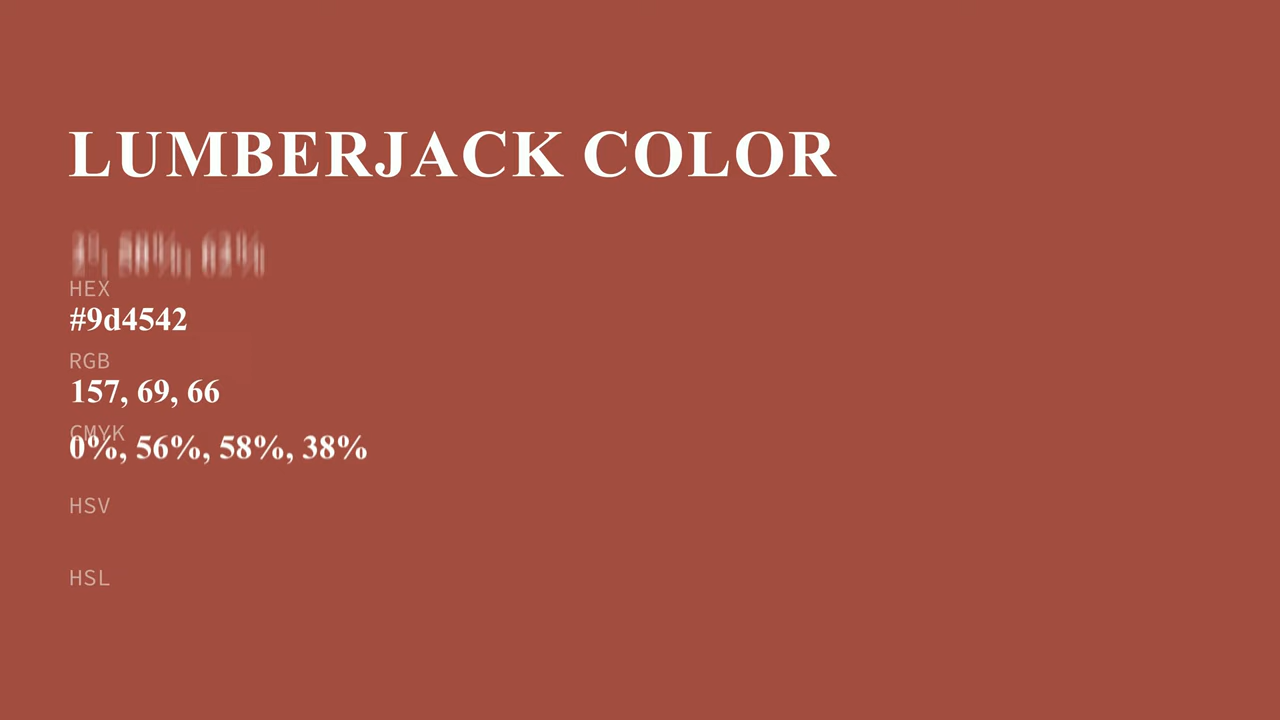 LUMBERJACK COLOR
HEX
#9d4542
RGB
157, 69, 66
CMYK
0%, 56%, 58%, 38%
HSV
HSL